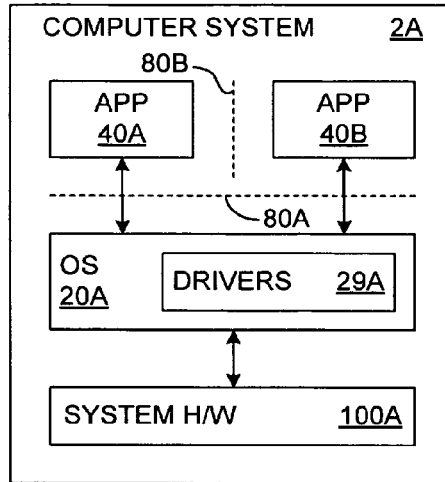 COMPUTER SYSTEM 2A
80B
APP
40A
APP
40B
80A
OS
20A
DRIVERS 29A
SYSTEM H/W 100A